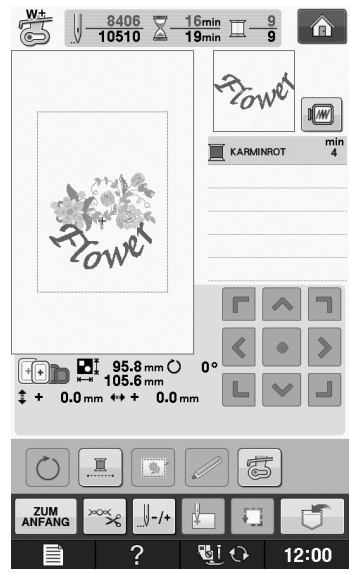 W+
8406 16min 9
10510 19min 9
Flower
min
KARMINROT 4
Flower
95.8 mm 0°
105.6 mm
+ 0.0 mm + 0.0 mm
ZUM
ANFANG
-/+
? 12:00